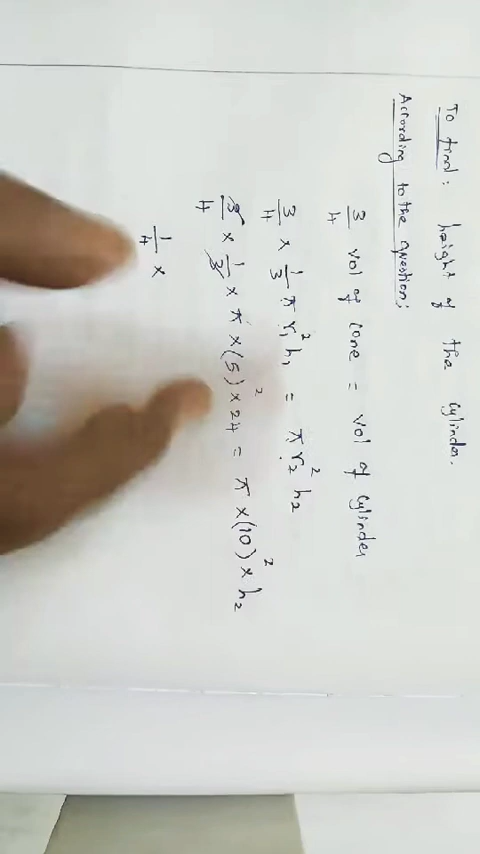 To find: height of the cylinder.
According to the question:
3/4 vol of cone = vol of cylinder
3/4 × 1/3 π r₁² h₁ = π r₂² h₂
3/4 × 1/3 × π × (5)² × 24 = π × (10)² × h₂
1/4 ×